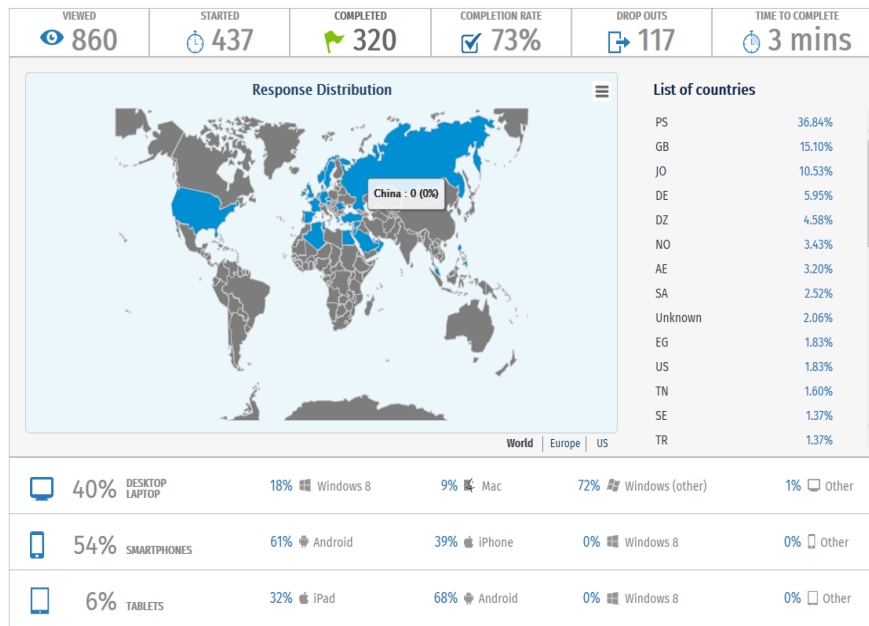 VIEWED STARTED COMPLETED COMPLETION RATE DROP OUTS TIME TO COMPLETE
860 437 320 73% 117 3 mins
Response Distribution
China : 0 (0%)
World Europe US
List of countries
PS 36.84%
GB 15.10%
JO 10.53%
DE 5.95%
DZ 4.58%
NO 3.43%
AE 3.20%
SA 2.52%
Unknown 2.06%
EG 1.83%
US 1.83%
TN 1.60%
SE 1.37%
TR 1.37%
40% DESKTOP LAPTOP 18% Windows 8 9% Mac 72% Windows (other) 1% Other
54% SMARTPHONES 61% Android 39% iPhone 0% Windows 8 0% Other
6% TABLETS 32% iPad 68% Android 0% Windows 8 0% Other